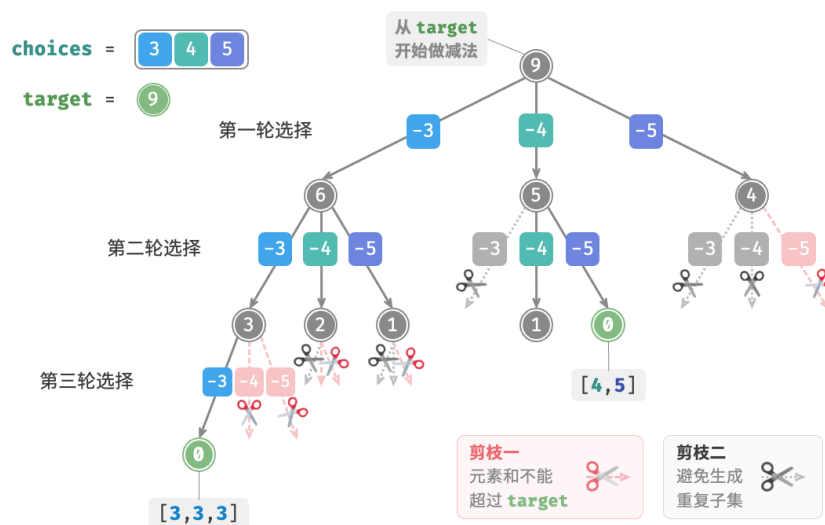 从 target
开始做减法
choices = 3 4 5
9
target = 9
第一轮选择
-3 -4 -5
6 5 4
第二轮选择
-3 -4 -5 -3 -4 -5 -3 -4 -5
3 2 1 1 0
第三轮选择
-3 -4 -5
[4,5]
0
[3,3,3]
剪枝一
元素和不能
超过 target
剪枝二
避免生成
重复子集